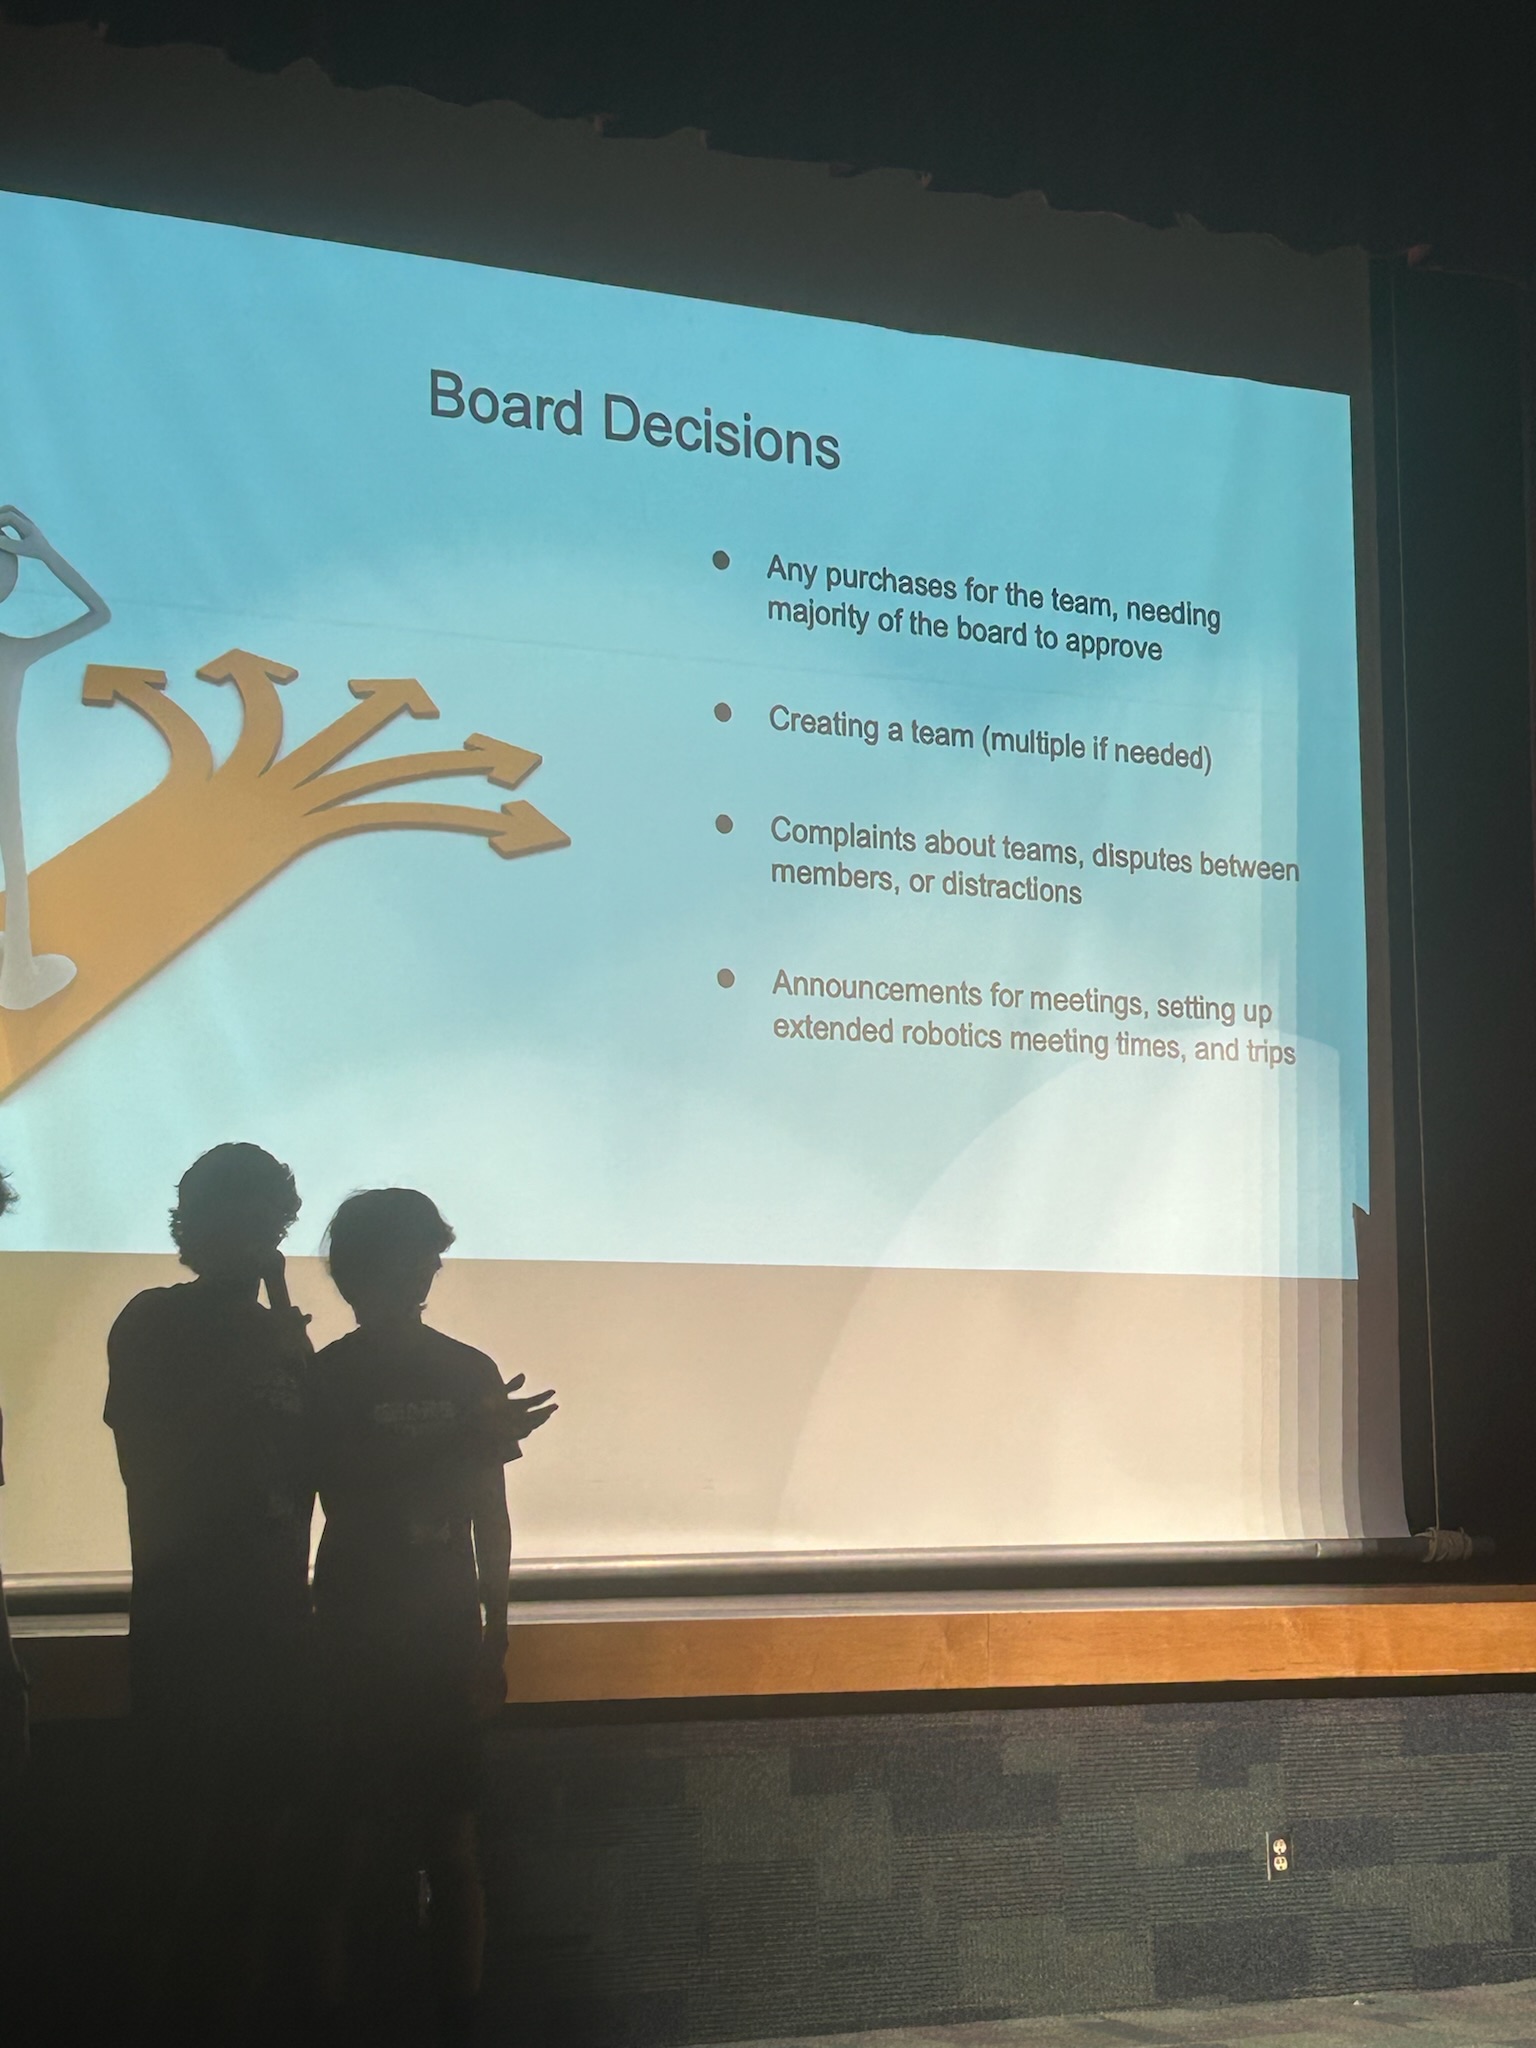 Board Decisions
● Any purchases for the team, needing
majority of the board to approve
● Creating a team (multiple if needed)
● Complaints about teams, disputes between
members, or distractions
● Announcements for meetings, setting up
extended robotics meeting times, and trips